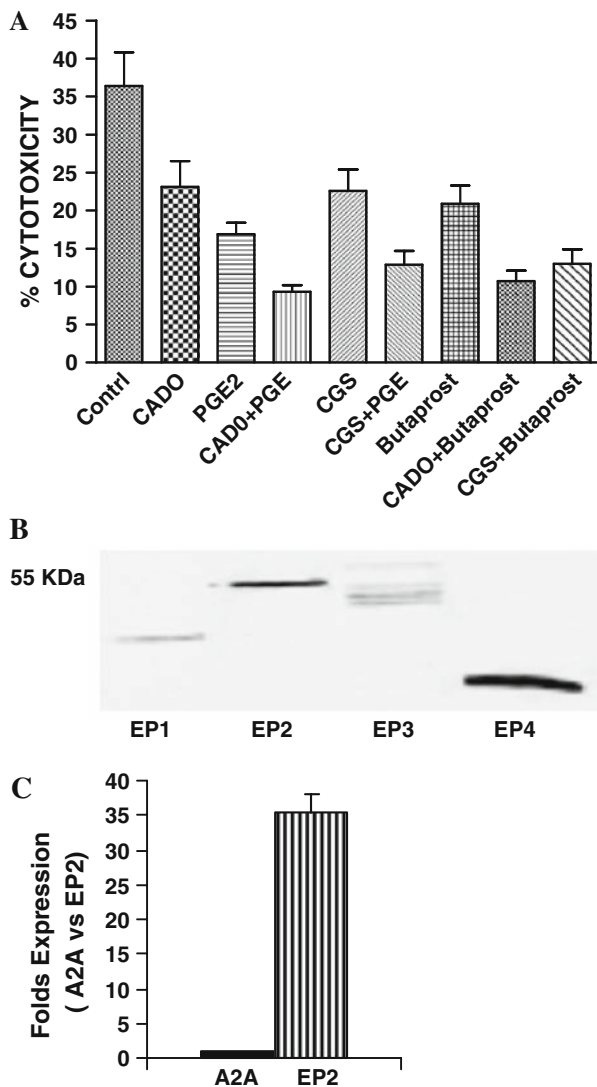 A
% CYTOTOXICITY
45
40
35
30
25
20
15
10
5
0
Contrl
CADO
PGE2
CAD0+PGE
CGS
CGS+PGE
Butaprost
CADO+Butaprost
CGS+Butaprost
B
55 KDa
EP1 EP2 EP3 EP4
C
Folds Expression
( A2A vs EP2)
40
35
30
25
20
15
10
5
0
A2A EP2